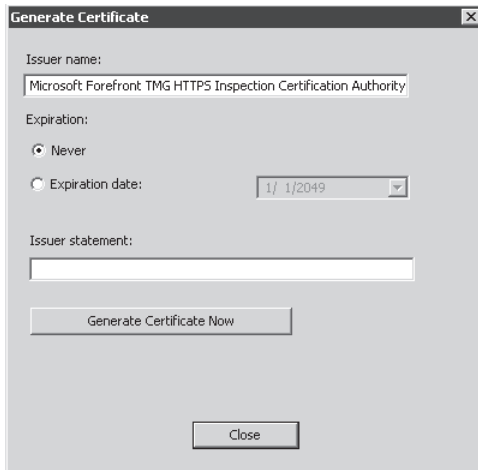 Generate Certificate
Issuer name:
Microsoft Forefront TMG HTTPS Inspection Certification Authority
Expiration:
Never
Expiration date: 1/ 1/2049
Issuer statement:
Generate Certificate Now
Close